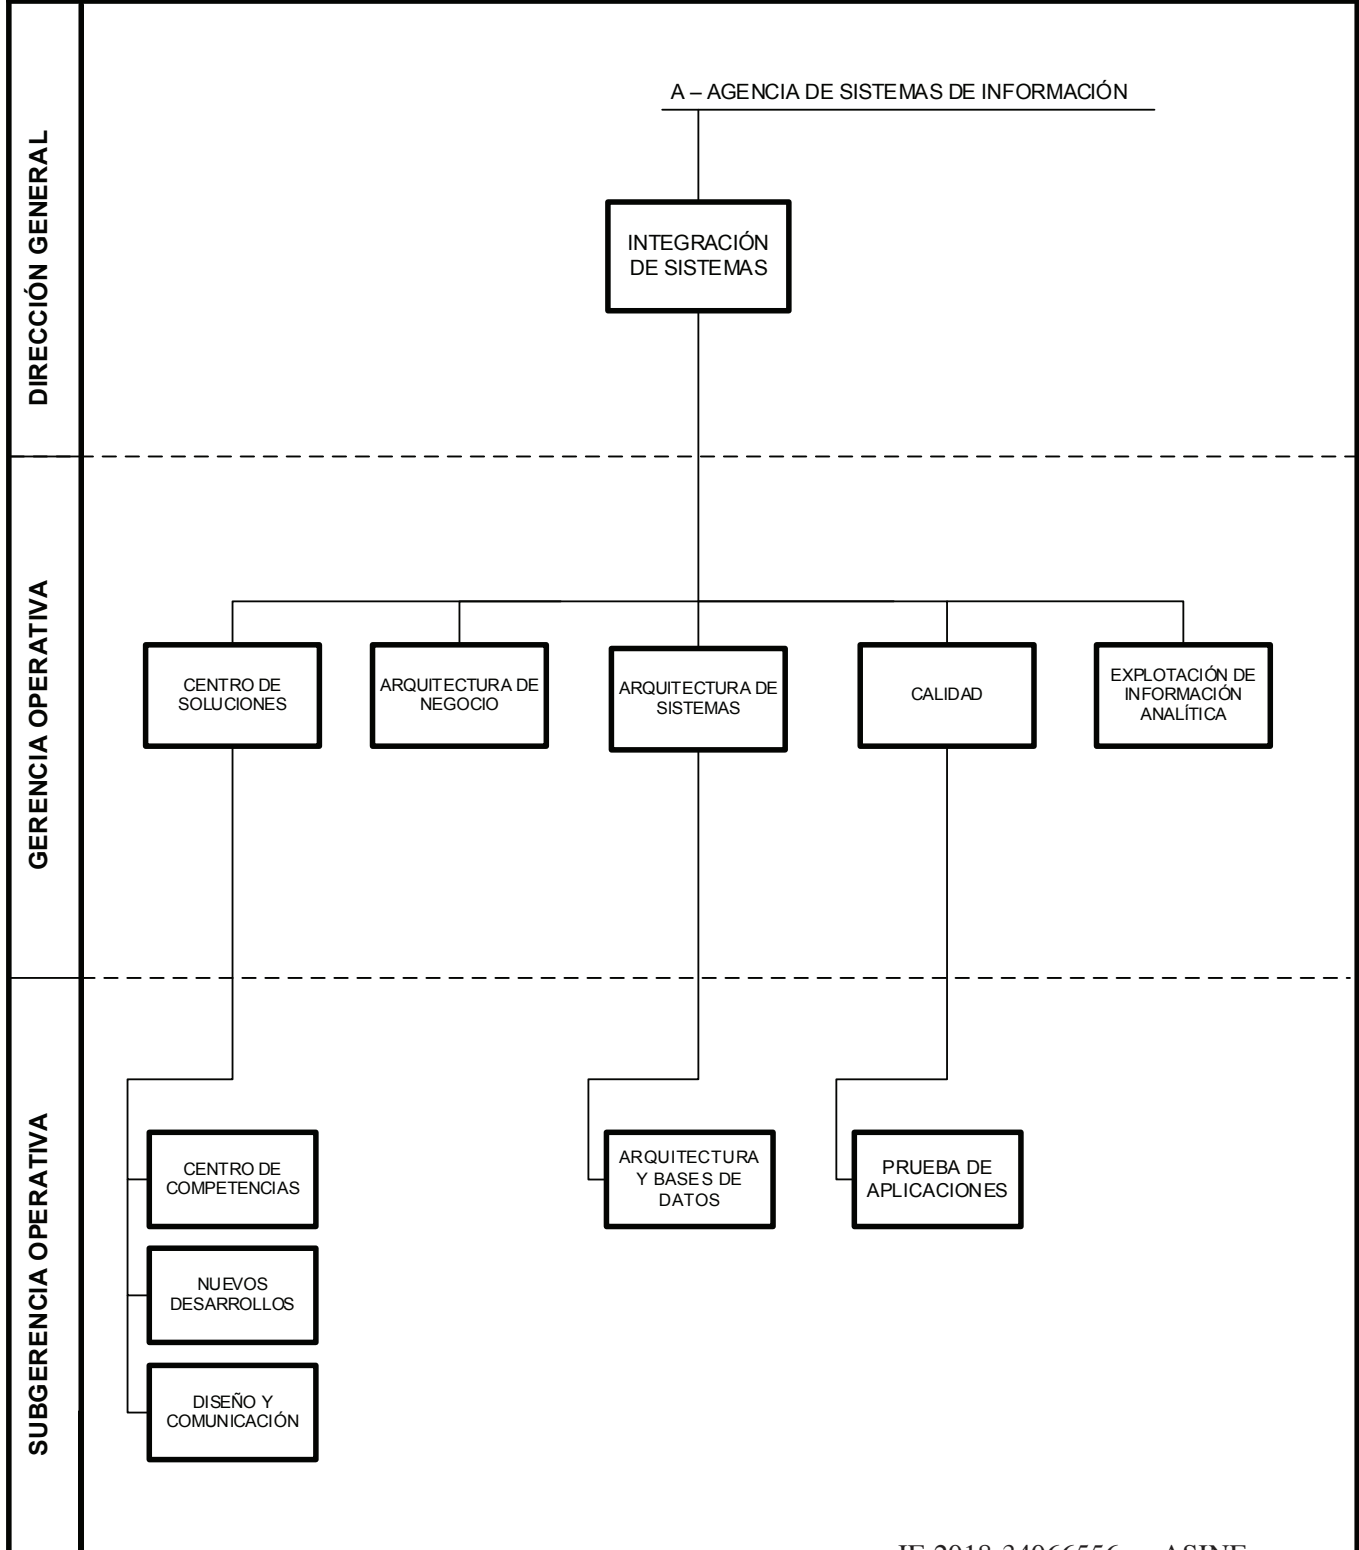 A – AGENCIA DE SISTEMAS DE INFORMACIÓN
DIRECCIÓN GENERAL
INTEGRACIÓN
DE SISTEMAS
GERENCIA OPERATIVA
CENTRO DE
SOLUCIONES
ARQUITECTURA DE
NEGOCIO
ARQUITECTURA DE
SISTEMAS
CALIDAD
EXPLOTACIÓN DE
INFORMACIÓN
ANALÍTICA
SUBGERENCIA OPERATIVA
CENTRO DE
COMPETENCIAS
NUEVOS
DESARROLLOS
DISEÑO Y
COMUNICACIÓN
ARQUITECTURA
Y BASES DE
DATOS
PRUEBA DE
APLICACIONES